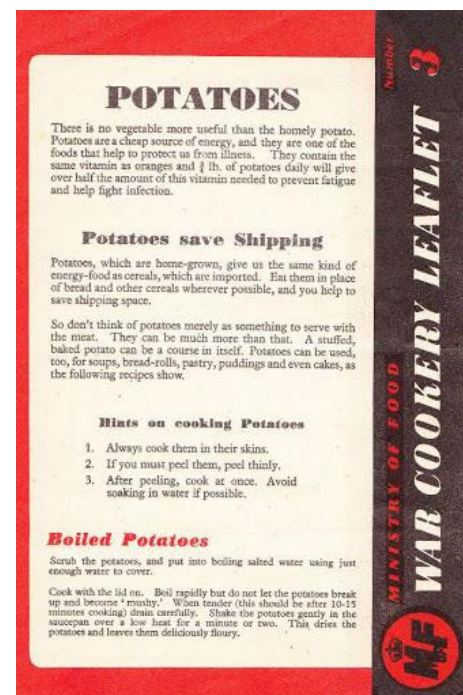 POTATOES
There is no vegetable more useful than the homely potato.
Potatoes are a cheap source of energy, and they are one of the
foods that help to protect us from illness. They contain the
same vitamin as oranges and ¾ lb. of potatoes daily will give
over half the amount of this vitamin needed to prevent fatigue
and help fight infection.
Potatoes save Shipping
Potatoes, which are home-grown, give us the same kind of
energy-food as cereals, which are imported. Eat them in place
of bread and other cereals wherever possible, and you help to
save shipping space.
So don't think of potatoes merely as something to serve with
the meat. They can be much more than that. A stuffed,
baked potato can be a course in itself. Potatoes can be used,
too, for soups, bread-rolls, pastry, puddings and even cakes, as
the following recipes show.
Hints on cooking Potatoes
1. Always cook them in their skins.
2. If you must peel them, peel thinly.
3. After peeling, cook at once. Avoid
soaking in water if possible.
Boiled Potatoes
Scrub the potatoes, and put into boiling salted water using just
enough water to cover.
Cook with the lid on. Boil rapidly but do not let the potatoes break
up and become 'mushy.' When tender (this should be after 10-15
minutes cooking) drain carefully. Shake the potatoes gently in the
saucepan over a low heat for a minute or two. This dries the
potatoes and leaves them deliciously floury.
MINISTRY OF FOOD
WAR COOKERY LEAFLET
Number
3
MF